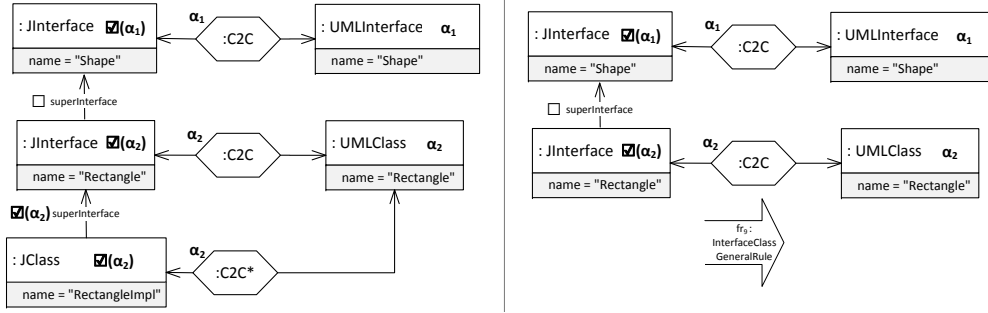 α₁
: JInterface ☑(α₁)
:C2C
: UMLInterface α₁
name = "Shape"
name = "Shape"
☐ superInterface
α₂
: JInterface ☑(α₂)
:C2C
: UMLClass α₂
name = "Rectangle"
name = "Rectangle"
☑(α₂) superInterface
α₂
: JClass ☑(α₂)
:C2C*
name = "RectangleImpl"
α₁
: JInterface ☑(α₁)
:C2C
: UMLInterface α₁
name = "Shape"
name = "Shape"
☐ superInterface
α₂
: JInterface ☑(α₂)
:C2C
: UMLClass α₂
name = "Rectangle"
name = "Rectangle"
fr₉ :
InterfaceClass
GeneralRule